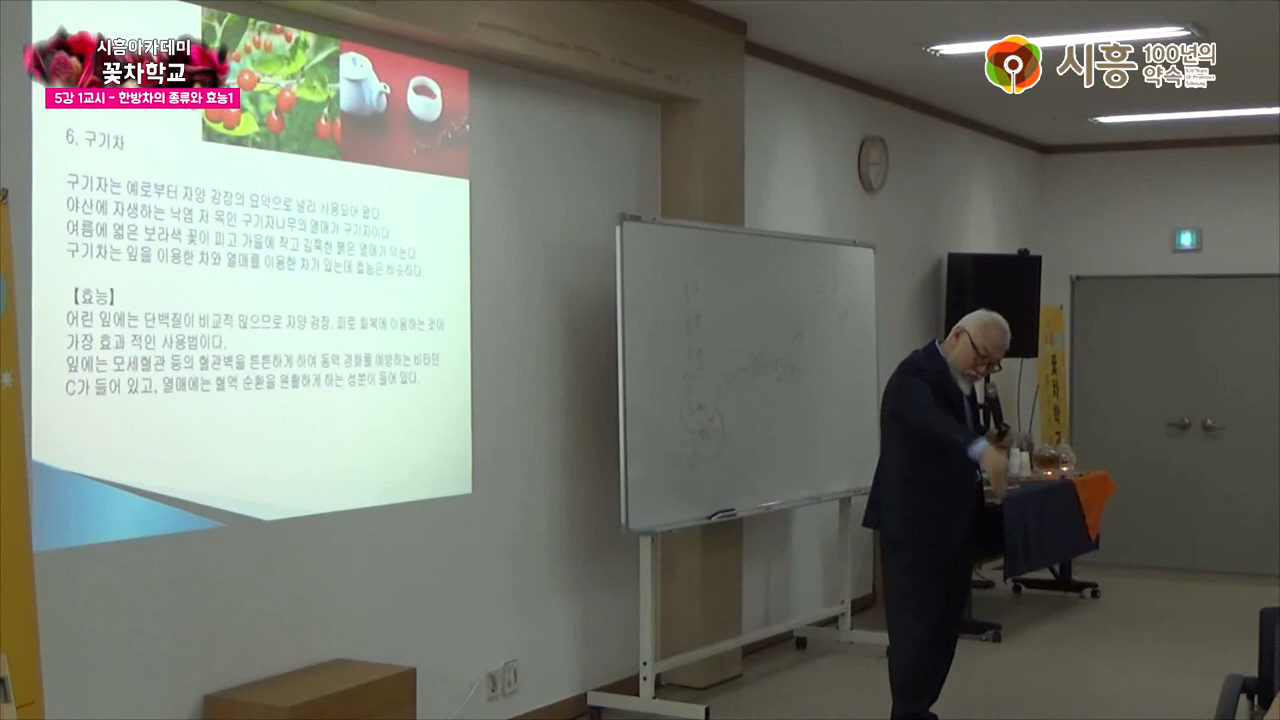 시흥아카데미
꽃차학교
5강 1교시 - 한방차의 종류와 효능1
시흥 100년의 약속
6. 구기차
구기자는 예로부터 자양 강장의 묘약으로 널리 사용되어 왔다.
야산에 자생하는 낙엽 저 목인 구기자나무의 열매가 구기자이다.
여름에 엷은 보라색 꽃이 피고 가을에 작고 길쭉한 붉은 열매가 익는다.
구기차는 잎을 이용한 차와 열매를 이용한 차가 있는데 효능은 비슷하다.
【효능】
어린 잎에는 단백질이 비교적 많으므로 자양 강장, 피로 회복에 이용하는 것이
가장 효과 적인 사용법이다.
잎에는 모세혈관 등의 혈관벽을 튼튼하게 하여 동맥 경화를 예방하는 비타민
C가 들어 있고, 열매에는 혈액 순환을 원활하게 하는 성분이 들어 있다.
꽃차학교